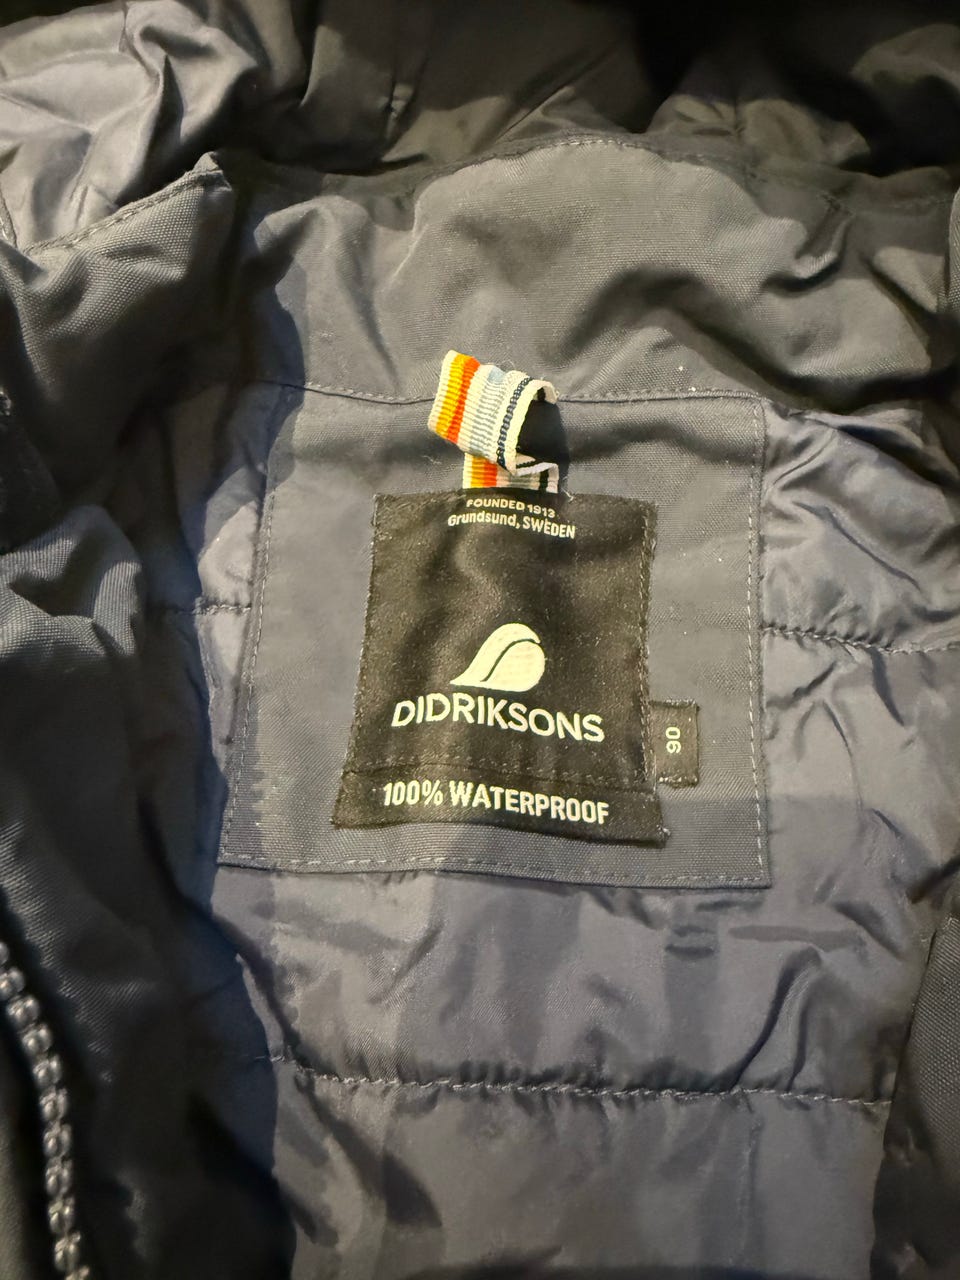 FOUNDED 1913
Grundsund, SWEDEN
DIDRIKSONS
90
100% WATERPROOF